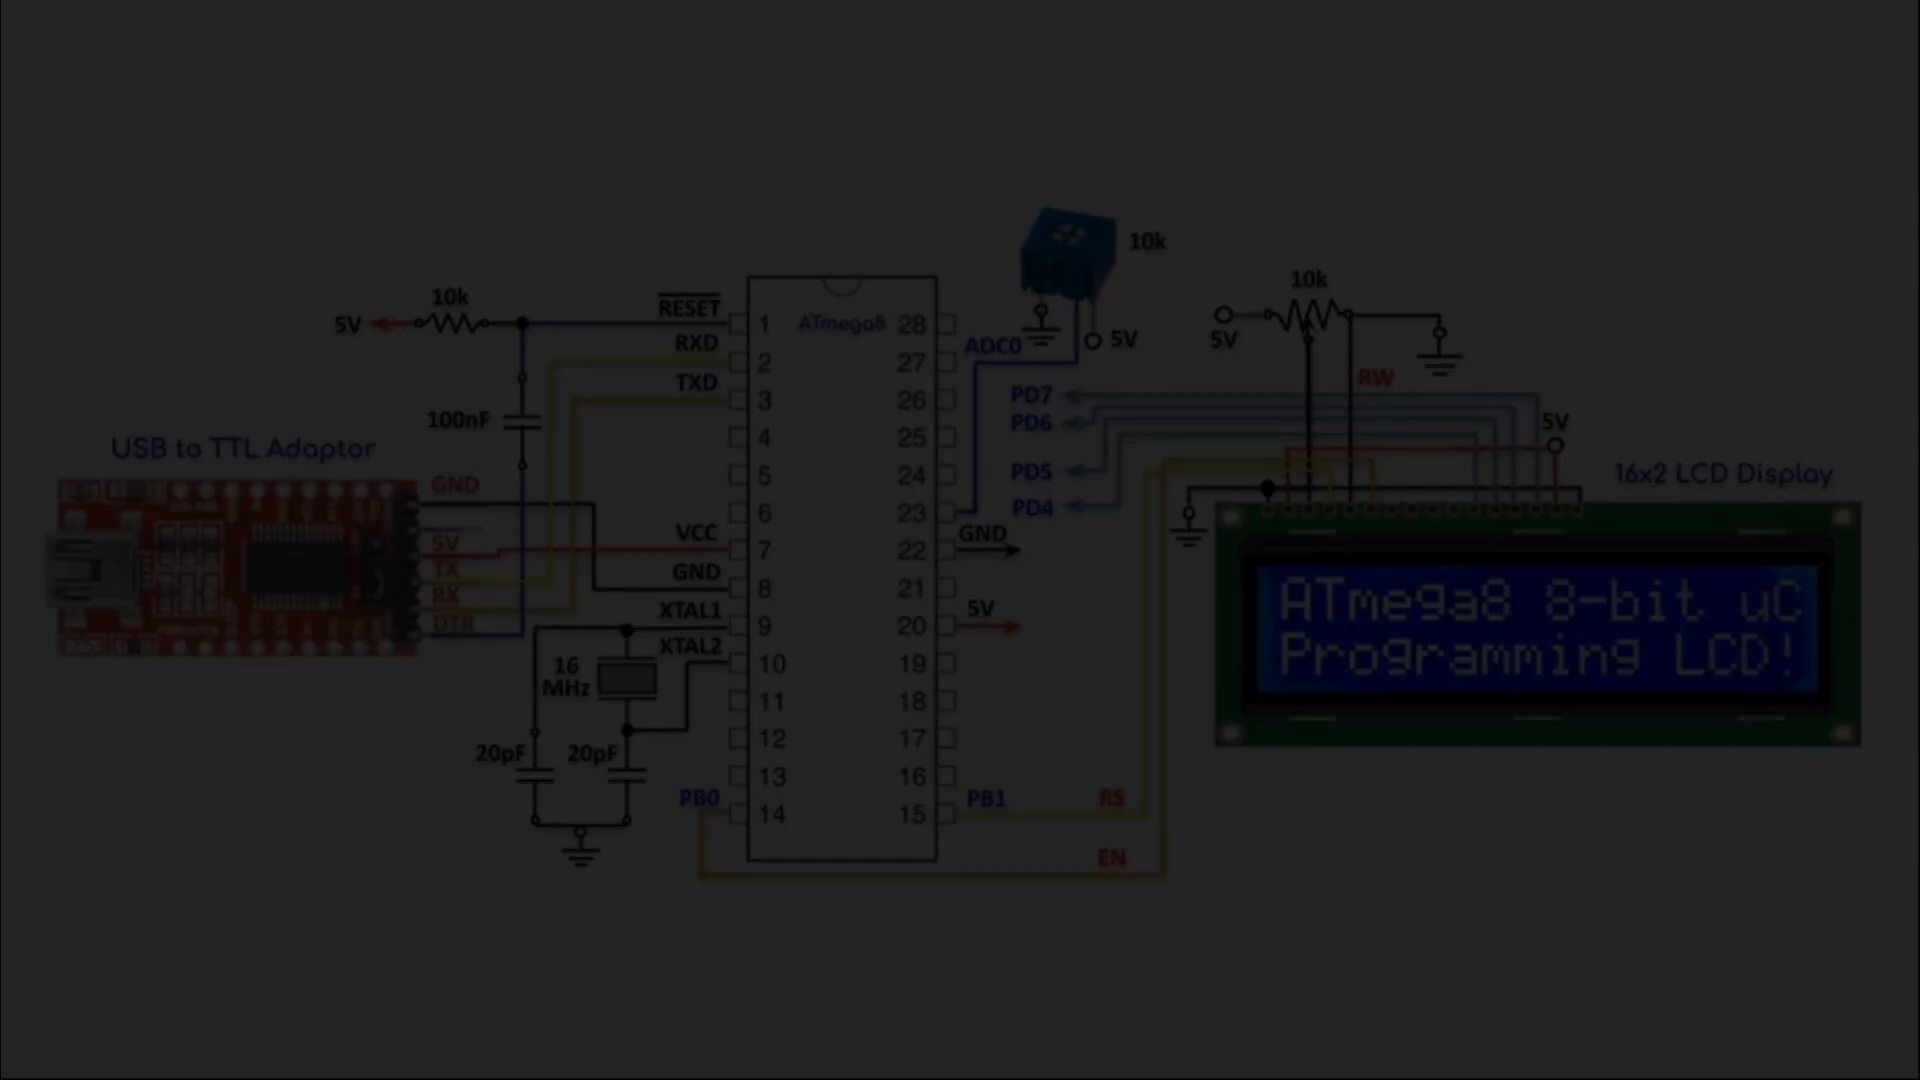 10k
10k
10k
5V
RESET
RXD
TXD
100nF
ATmega8
1
2
3
4
5
6
7
8
9
10
11
12
13
14
28
27
26
25
24
23
22
21
20
19
18
17
16
15
ADC0
5V
5V
RW
PD7
PD6
PD5
PD4
5V
USB to TTL Adaptor
GND
5V
TX
RX
DTR
VCC
GND
XTAL1
XTAL2
16
MHz
20pF
20pF
PB0
GND
5V
PB1
RS
EN
16x2 LCD Display
ATmega8 8-bit uC
Programming LCD!